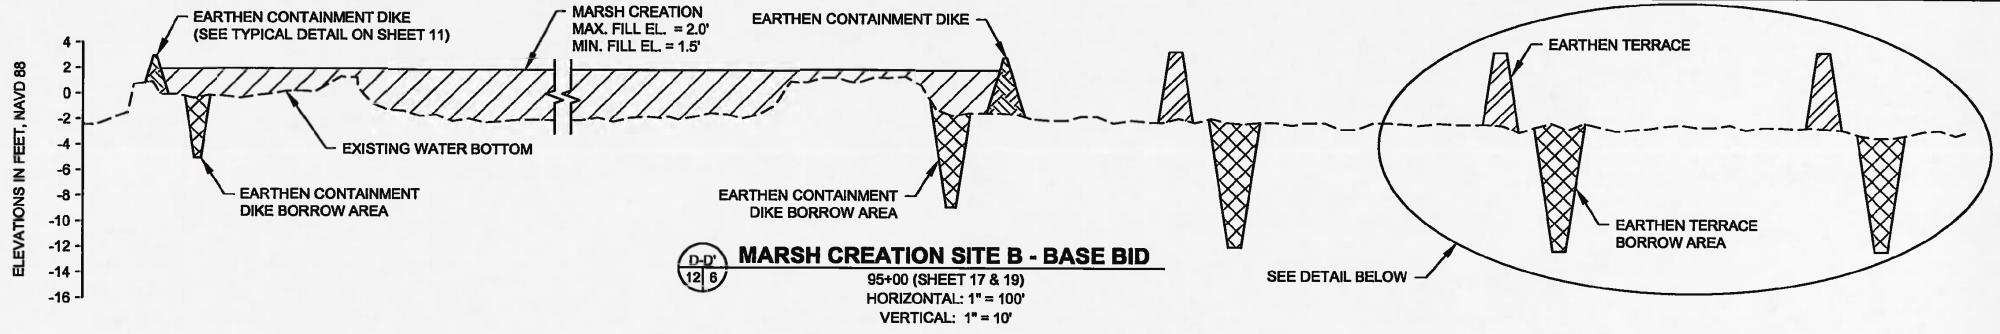 EARTHEN CONTAINMENT DIKE
(SEE TYPICAL DETAIL ON SHEET 11)
MARSH CREATION
MAX. FILL EL. = 2.0'
MIN. FILL EL. = 1.5'
EARTHEN CONTAINMENT DIKE
EARTHEN TERRACE
ELEVATIONS IN FEET, NAVD 88
4
2
0
-2
-4
-6
-8
-10
-12
-14
-16
EXISTING WATER BOTTOM
EARTHEN CONTAINMENT
DIKE BORROW AREA
EARTHEN CONTAINMENT
DIKE BORROW AREA
EARTHEN TERRACE
BORROW AREA
SEE DETAIL BELOW
D-D'
12 6
MARSH CREATION SITE B - BASE BID
95+00 (SHEET 17 & 19)
HORIZONTAL: 1" = 100'
VERTICAL: 1" = 10'